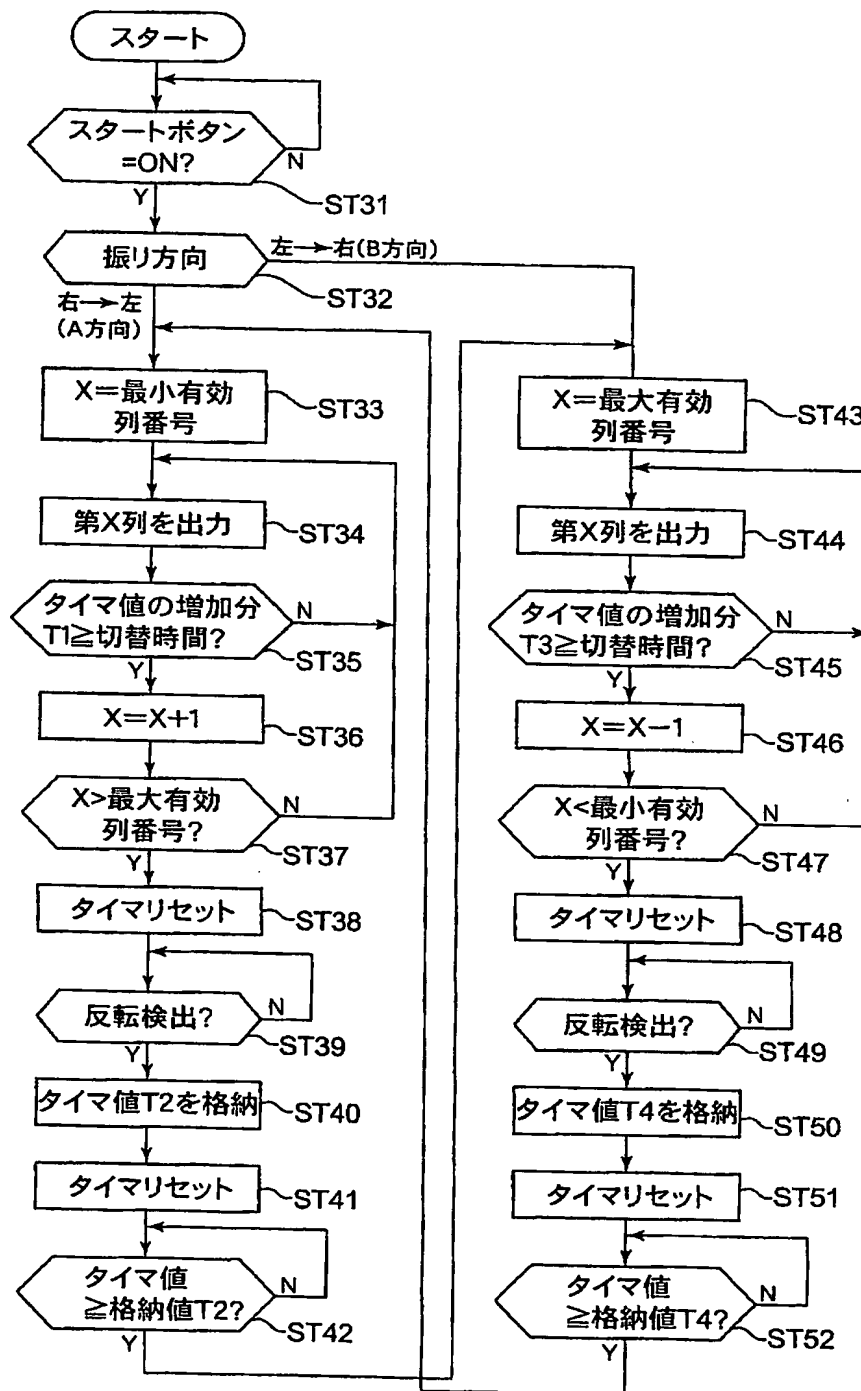 スタート
スタートボタン
=ON?
N
Y
ST31
振り方向
左→右(B方向)
ST32
右→左
(A方向)
X=最小有効
列番号
ST33
第X列を出力
ST34
タイマ値の増加分
T1≧切替時間?
N
Y
ST35
X=X+1
ST36
X>最大有効
列番号?
N
Y
ST37
タイマリセット
ST38
反転検出?
N
Y
ST39
タイマ値T2を格納
ST40
タイマリセット
ST41
タイマ値
≧格納値T2?
N
Y
ST42
X=最大有効
列番号
ST43
第X列を出力
ST44
タイマ値の増加分
T3≧切替時間?
N
Y
ST45
X=X-1
ST46
X<最小有効
列番号?
N
Y
ST47
タイマリセット
ST48
反転検出?
N
Y
ST49
タイマ値T4を格納
ST50
タイマリセット
ST51
タイマ値
≧格納値T4?
N
Y
ST52